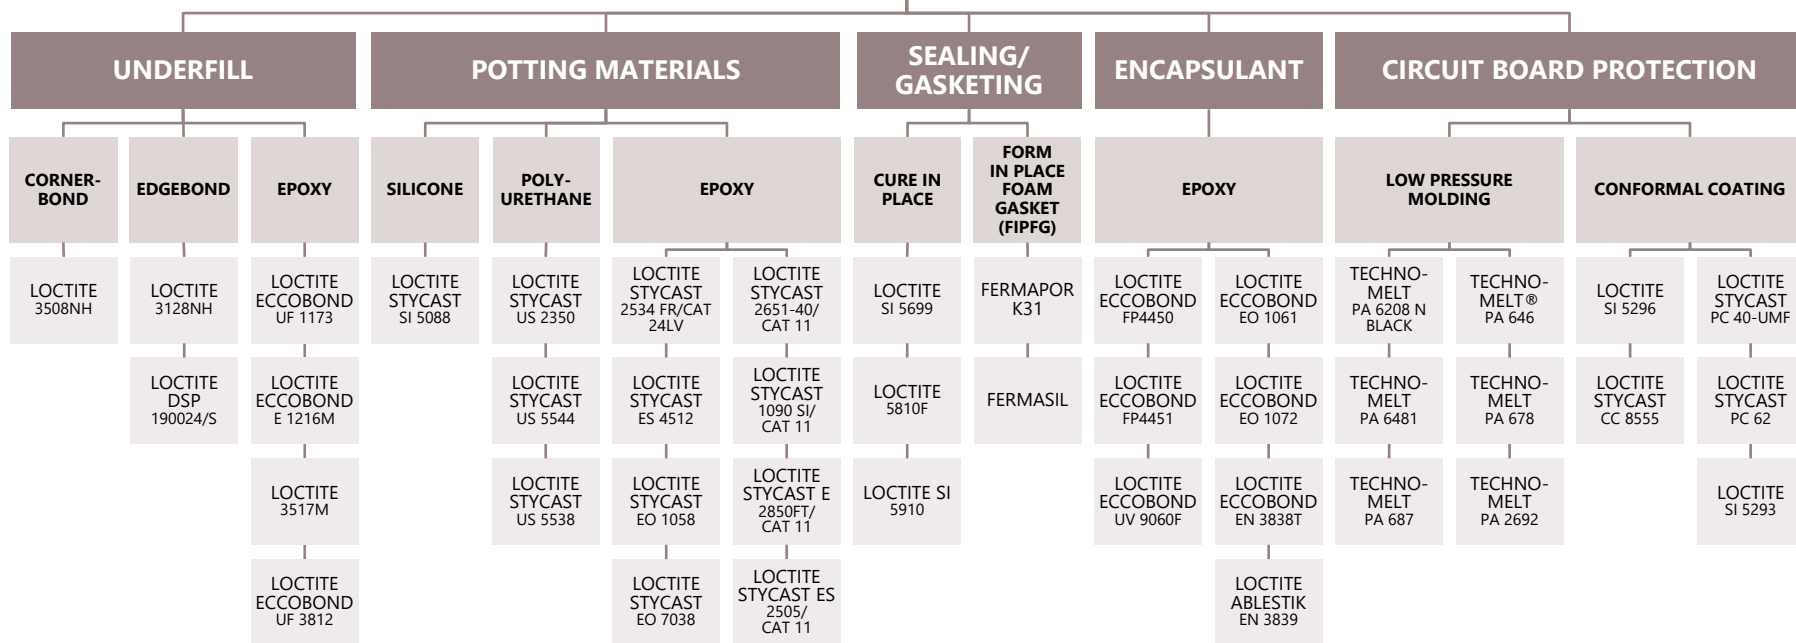 UNDERFILL
CORNER-
BOND
LOCTITE
3508NH
EDGEBOND
LOCTITE
3128NH
LOCTITE
DSP
190024/S
EPOXY
LOCTITE
ECCOBOND
UF 1173
LOCTITE
ECCOBOND
E 1216M
LOCTITE
3517M
LOCTITE
ECCOBOND
UF 3812
POTTING MATERIALS
SILICONE
LOCTITE
STYCAST
SI 5088
POLY-
URETHANE
LOCTITE
STYCAST
US 2350
LOCTITE
STYCAST
US 5544
LOCTITE
STYCAST
US 5538
EPOXY
LOCTITE
STYCAST
2534 FR/CAT
24LV
LOCTITE
STYCAST
ES 4512
LOCTITE
STYCAST
EO 1058
LOCTITE
STYCAST
EO 7038
LOCTITE
STYCAST
2651-40/
CAT 11
LOCTITE
STYCAST
1090 SI/
CAT 11
LOCTITE
STYCAST E
2850FT/
CAT 11
LOCTITE
STYCAST ES
2505/
CAT 11
SEALING/
GASKETING
CURE IN
PLACE
LOCTITE
SI 5699
LOCTITE
5810F
LOCTITE SI
5910
FORM
IN PLACE
FOAM
GASKET
(FIPFG)
FERMAPOR
K31
FERMASIL
ENCAPSULANT
EPOXY
LOCTITE
ECCOBOND
FP4450
LOCTITE
ECCOBOND
FP4451
LOCTITE
ECCOBOND
UV 9060F
LOCTITE
ECCOBOND
EO 1061
LOCTITE
ECCOBOND
EO 1072
LOCTITE
ECCOBOND
EN 3838T
LOCTITE
ABLESTIK
EN 3839
CIRCUIT BOARD PROTECTION
LOW PRESSURE
MOLDING
TECHNO-
MELT
PA 6208 N
BLACK
TECHNO-
MELT
PA 6481
TECHNO-
MELT
PA 687
TECHNO-
MELT®
PA 646
TECHNO-
MELT
PA 678
TECHNO-
MELT
PA 2692
CONFORMAL COATING
LOCTITE
SI 5296
LOCTITE
STYCAST
CC 8555
LOCTITE
STYCAST
PC 40-UMF
LOCTITE
STYCAST
PC 62
LOCTITE
SI 5293